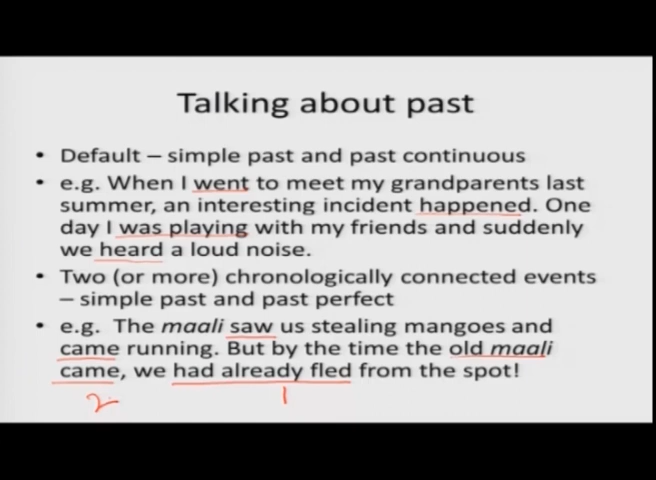 Talking about past
• Default – simple past and past continuous
• e.g. When I went to meet my grandparents last
summer, an interesting incident happened. One
day I was playing with my friends and suddenly
we heard a loud noise.
• Two (or more) chronologically connected events
– simple past and past perfect
• e.g. The maali saw us stealing mangoes and
came running. But by the time the old maali
came, we had already fled from the spot!
2 1